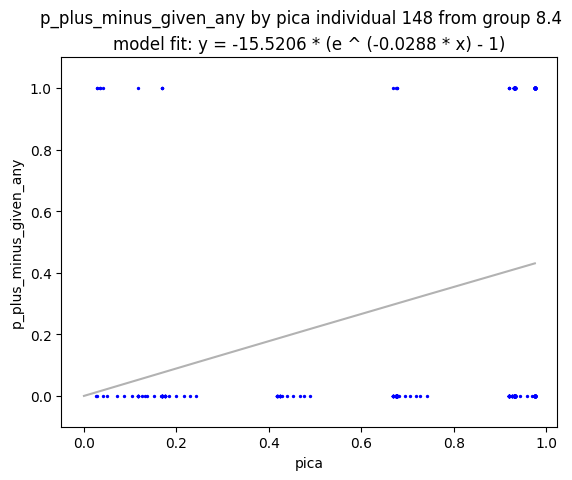 p_plus_minus_given_any by pica individual 148 from group 8.4
model fit: y = -15.5206 * (e ^ (-0.0288 * x) - 1)
1.0
0.8
0.6
0.4
0.2
0.0
p_plus_minus_given_any
0.0 0.2 0.4 0.6 0.8 1.0
pica